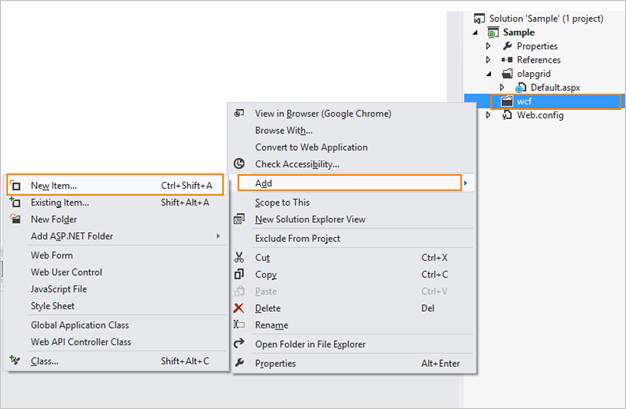 Solution 'Sample' (1 project)
Sample
Properties
References
olapgrid
Default.aspx
wcf
Web.config
View in Browser (Google Chrome)
Browse With...
Convert to Web Application
Check Accessibility...
Add
Scope to This
New Solution Explorer View
Exclude From Project
Cut Ctrl+X
Copy Ctrl+C
Paste Ctrl+V
Delete Del
Rename
Open Folder in File Explorer
Properties Alt+Enter
New Item... Ctrl+Shift+A
Existing Item... Shift+Alt+A
New Folder
Add ASP.NET Folder
Web Form
Web User Control
JavaScript File
Style Sheet
Global Application Class
Web API Controller Class
Class... Shift+Alt+C